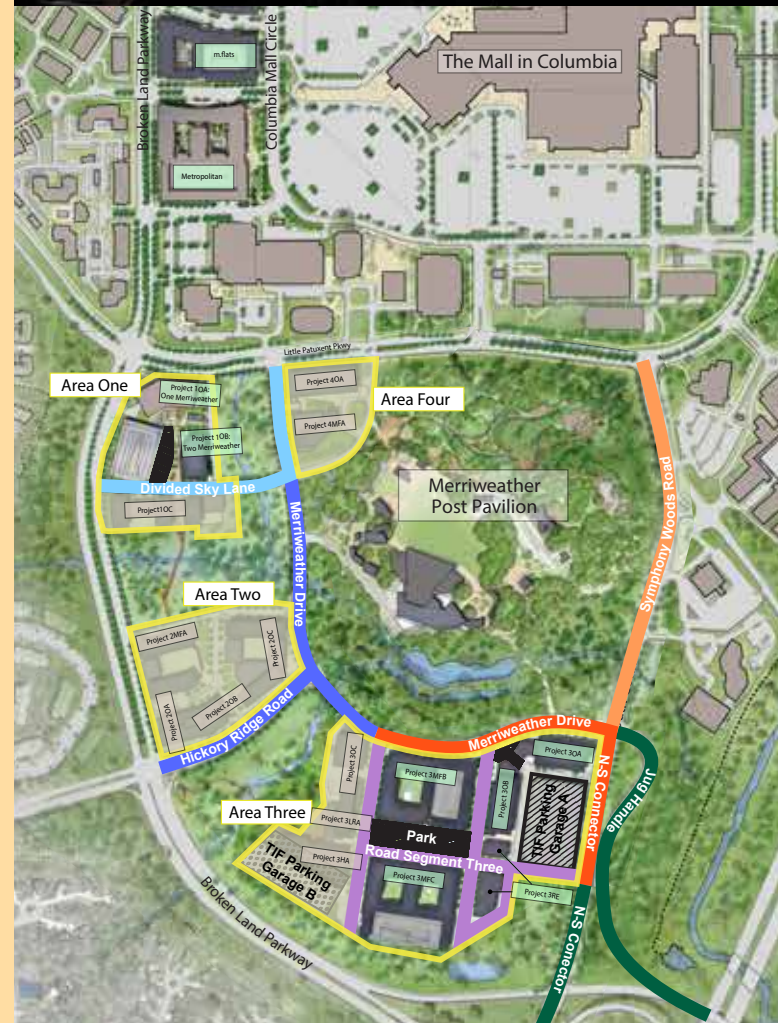 Broken Land Parkway
m.flats
Columbia Mall Circle
The Mall in Columbia
Metropolitan
Little Patuxent Pkwy
Area One
Project 1OA:
One Merriweather
Project 1OB:
Two Merriweather
Project 4OA
Project 4MFA
Area Four
Divided Sky Lane
Project1OC
Merriweather
Post Pavilion
Merriweather Drive
Symphony Woods Road
Area Two
Project 2MFA
Project 2OC
Project 2OA
Project 2OB
Hickory Ridge Road
Merriweather Drive
Project 3OC
Project 3MFB
Project 3OB
Project 3OA
N-S Connector
Jug Handle
Area Three
Project 3LRA
Park
TIF Parking
Garage A
Road Segment Three
Project 3HA
TIF Parking
Garage B
Project 3MFC
Project 3RE
Broken Land Parkway
N-S Conector